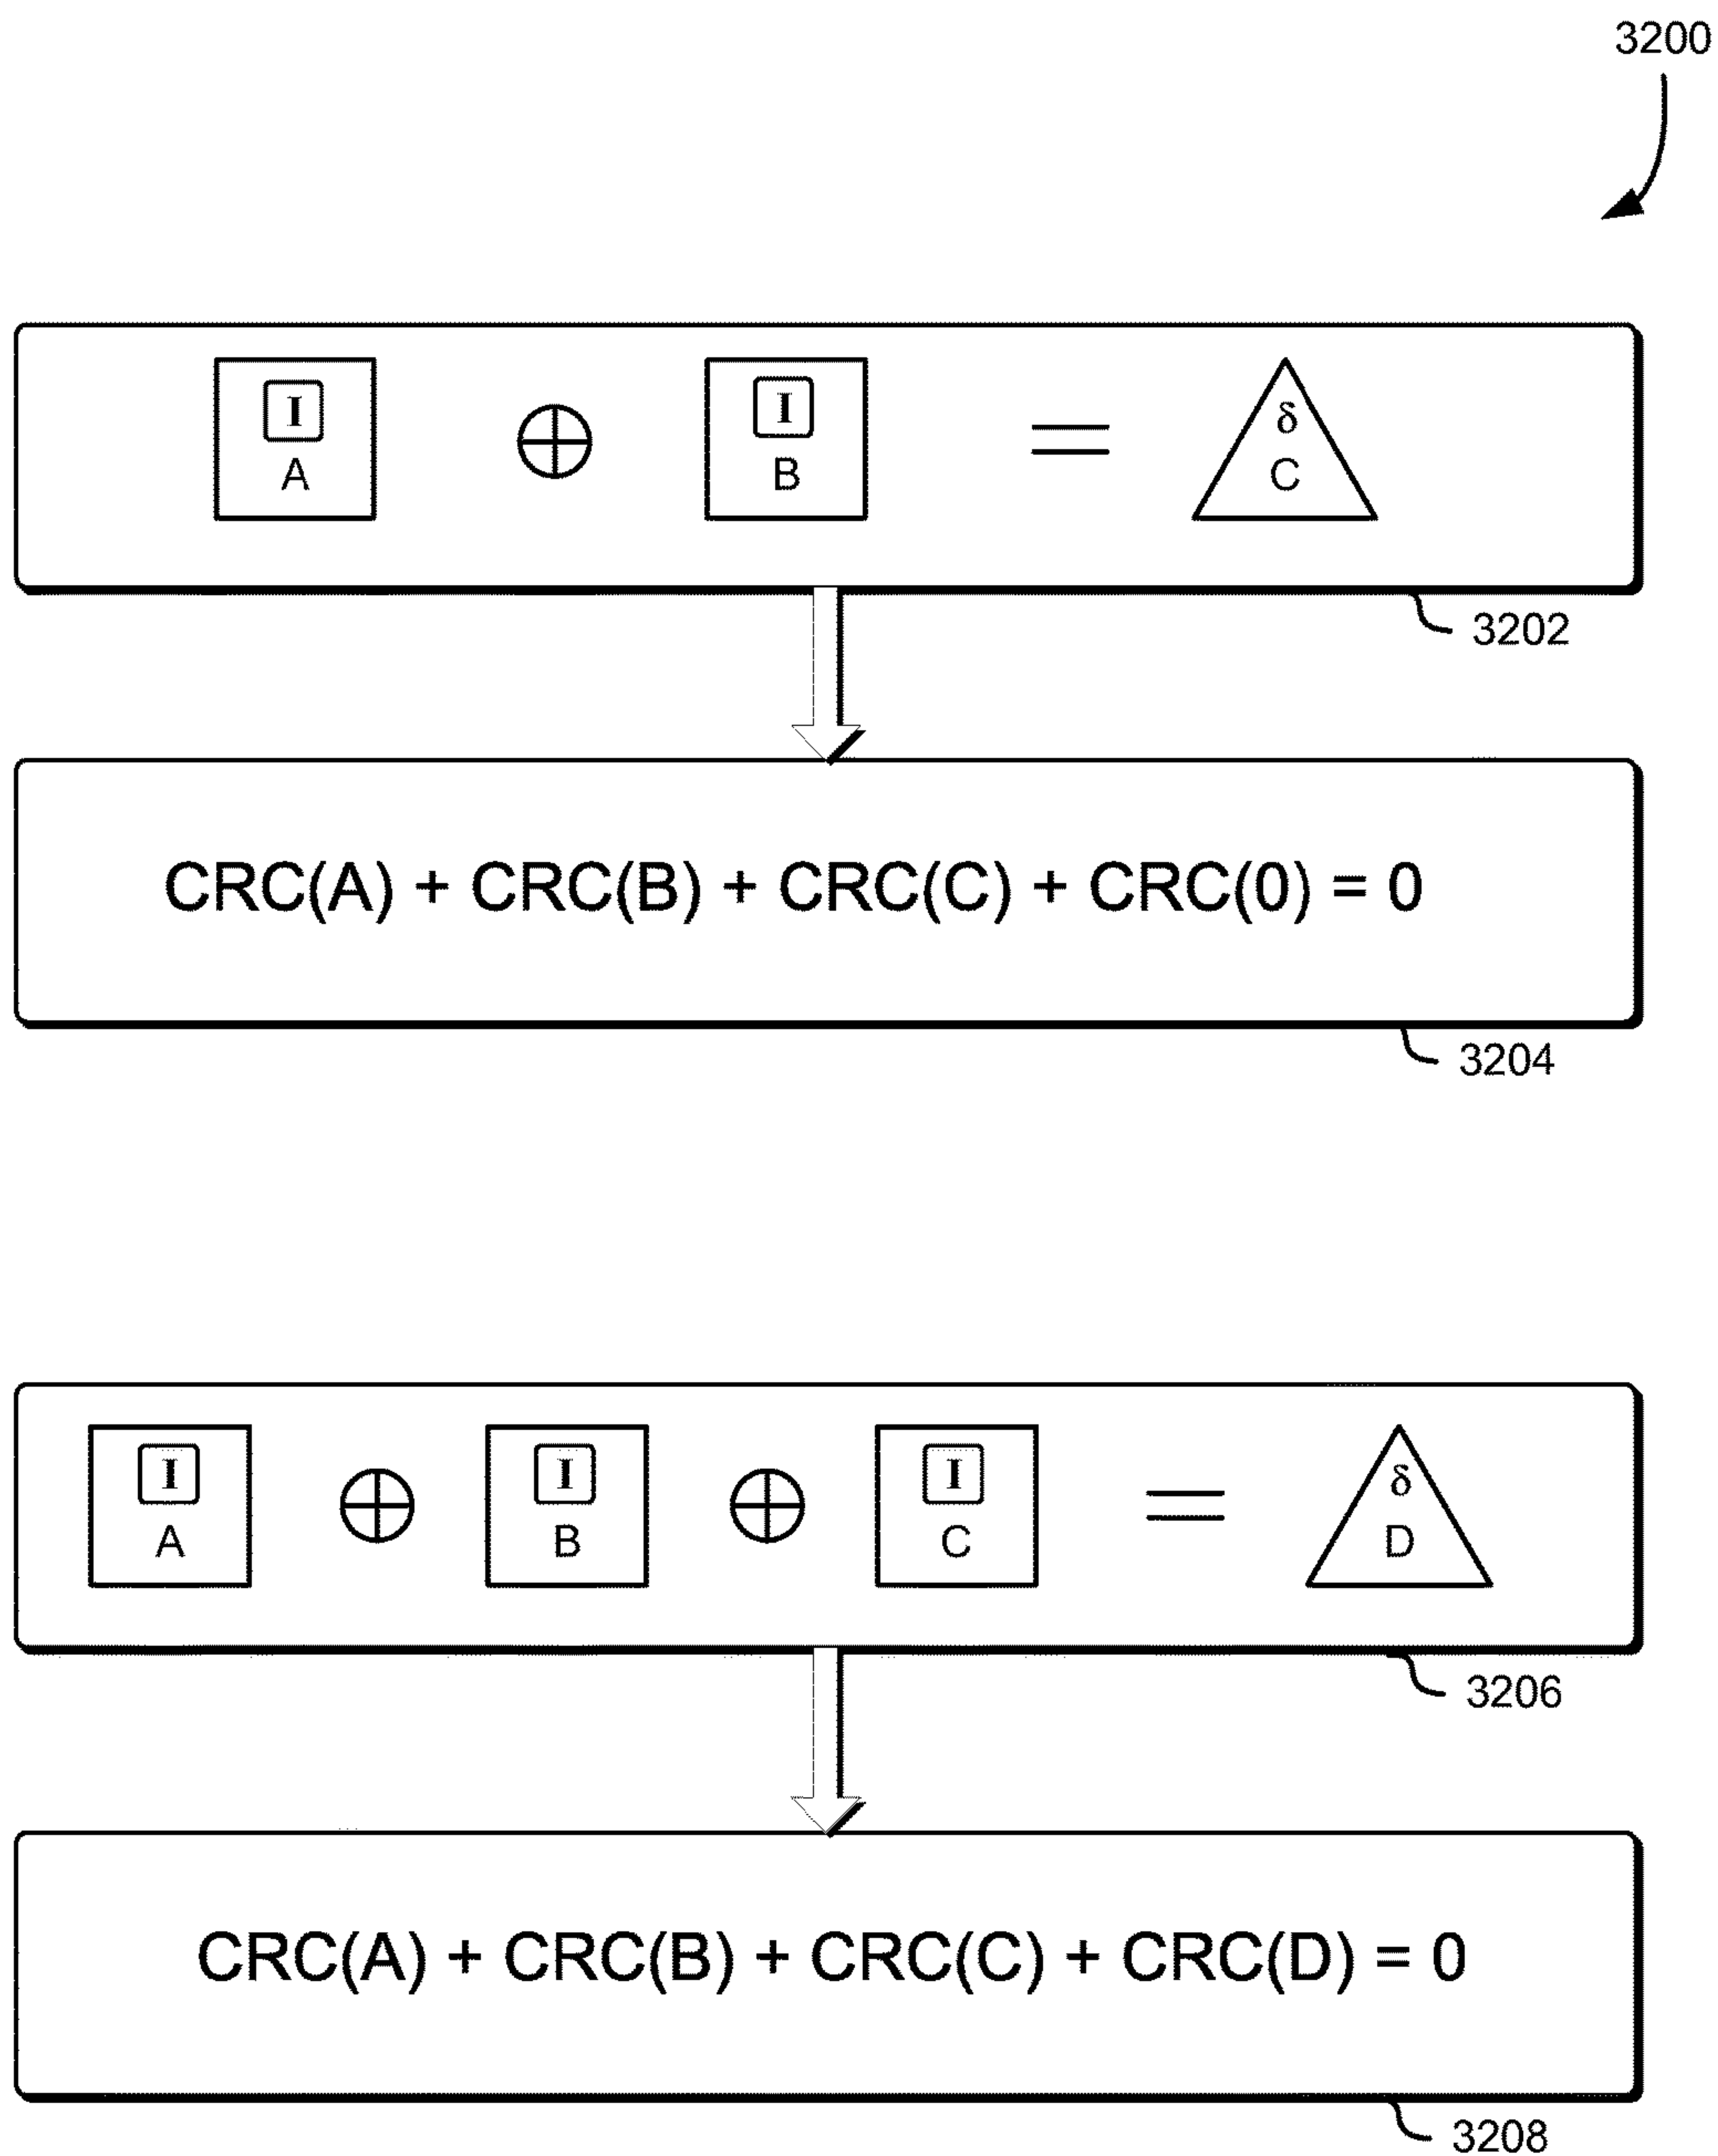 3200
I I δ
A ⊕ B = C
3202
CRC(A) + CRC(B) + CRC(C) + CRC(0) = 0
3204
I I I δ
A ⊕ B ⊕ C = D
3206
CRC(A) + CRC(B) + CRC(C) + CRC(D) = 0
3208